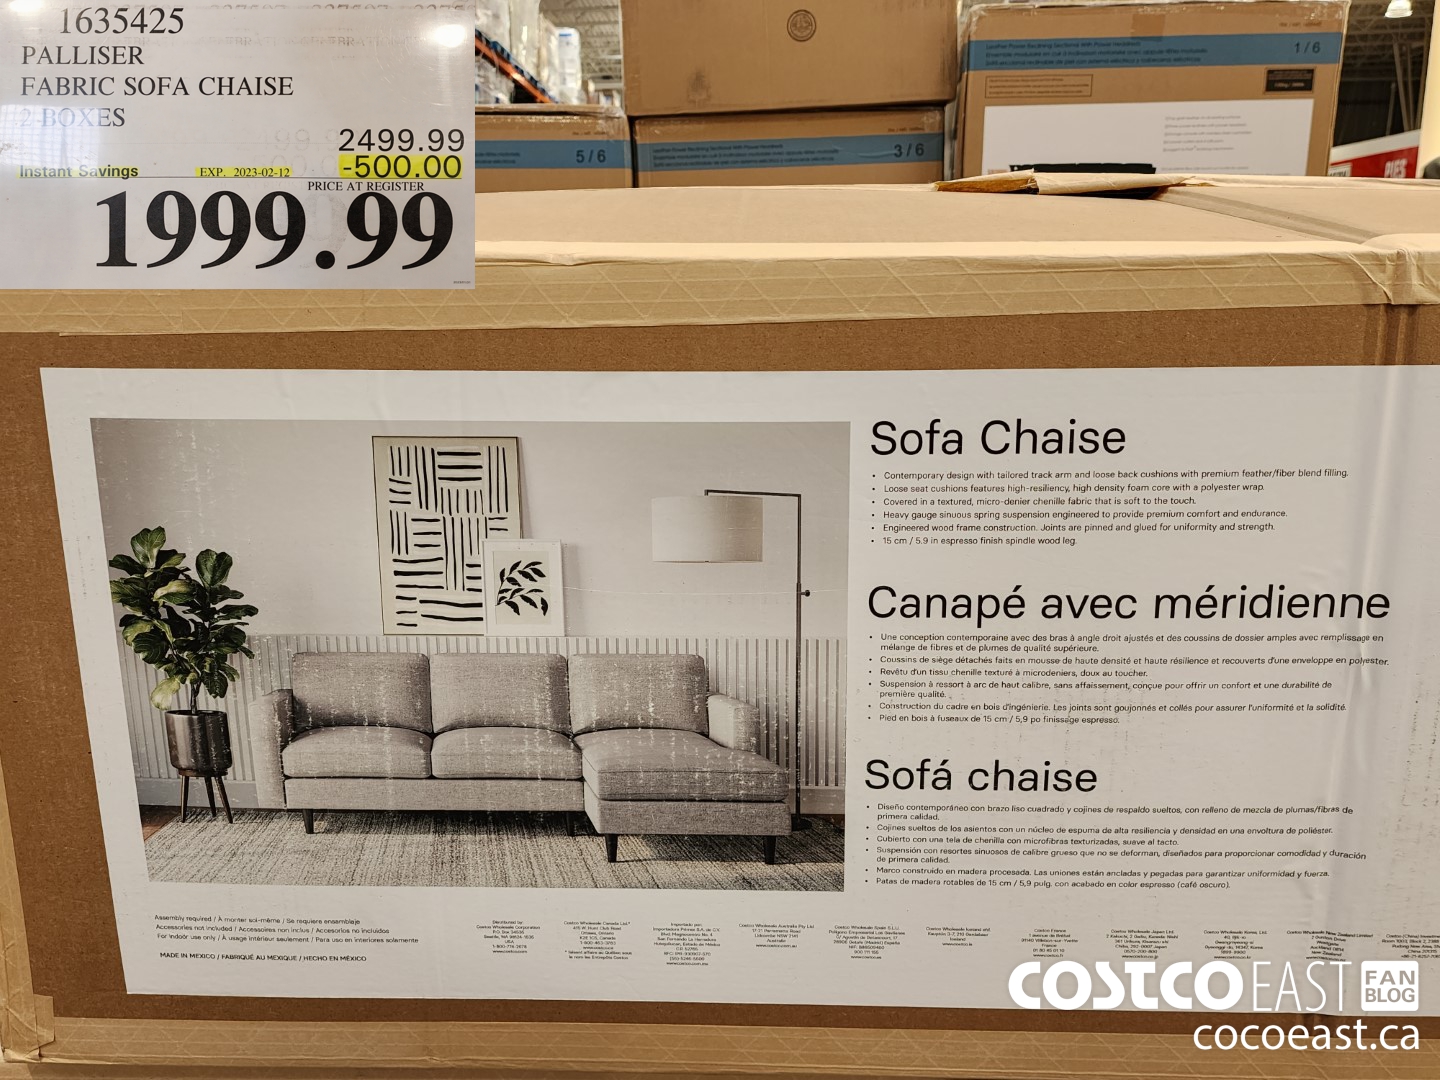 1635425
PALLISER
FABRIC SOFA CHAISE
2 BOXES
2499.99
Instant Savings EXP. 2023-02-12 -500.00
PRICE AT REGISTER
1999.99
5/6
3/6
1/6
Sofa Chaise
• Contemporary design with tailored track arm and loose back cushions with premium feather/fiber blend filling.
• Loose seat cushions features high-resiliency, high density foam core with a polyester wrap.
• Covered in a textured, micro-denier chenille fabric that is soft to the touch.
• Heavy gauge sinuous spring suspension engineered to provide premium comfort and endurance.
• Engineered wood frame construction. Joints are pinned and glued for uniformity and strength.
• 15 cm / 5.9 in espresso finish spindle wood leg.
Canapé avec méridienne
• Une conception contemporaine avec des bras à angle droit ajustés et des coussins de dossier amples avec remplissage en
mélange de fibres et de plumes de qualité supérieure.
• Coussins de siège détachés faits en mousse de haute densité et haute résilience et recouverts d'une enveloppe en polyester.
• Revêtu d'un tissu chenille texturé à microdeniers, doux au toucher.
• Suspension à ressort à arc de haut calibre, sans affaissement, conçue pour offrir un confort et une durabilité de
première qualité.
• Construction du cadre en bois d'ingénierie. Les joints sont goujonnés et collés pour assurer l'uniformité et la solidité.
• Pied en bois à fuseaux de 15 cm / 5,9 po finissage espresso.
Sofá chaise
• Diseño contemporáneo con brazo liso cuadrado y cojines de respaldo sueltos, con relleno de mezcla de plumas/fibras de
primera calidad.
• Cojines sueltos de los asientos con un núcleo de espuma de alta resiliencia y densidad en una envoltura de poliéster.
• Cubierto con una tela de chenilla con microfibras texturizadas, suave al tacto.
• Suspensión con resortes sinuosos de calibre grueso que no se deforman, diseñados para proporcionar comodidad y duración
de primera calidad.
• Marco construido en madera procesada. Las uniones están ancladas y pegadas para garantizar uniformidad y fuerza.
• Patas de madera rotables de 15 cm / 5,9 pulg. con acabado en color espresso (café oscuro).
Assembly required / À monter soi-même / Se requiere ensamblaje
Accessories not included / Accessoires non inclus / Accesorios no incluidos
For indoor use only / À usage intérieur seulement / Para uso en interiores solamente
MADE IN MEXICO / FABRIQUÉ AU MEXIQUE / HECHO EN MÉXICO
COSTCO EAST FAN BLOG
cocoeast.ca